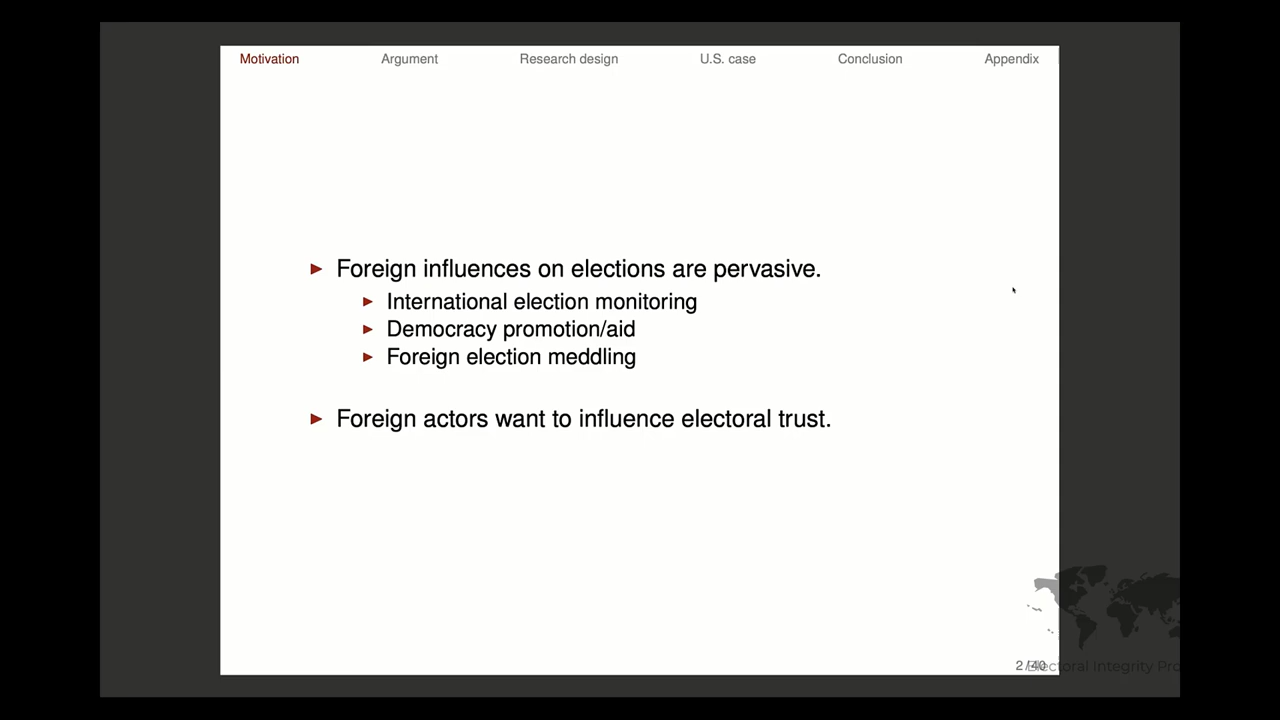 Motivation Argument Research design U.S. case Conclusion Appendix
Foreign influences on elections are pervasive.
International election monitoring
Democracy promotion/aid
Foreign election meddling
Foreign actors want to influence electoral trust.
2/40
Electoral Integrity Pro